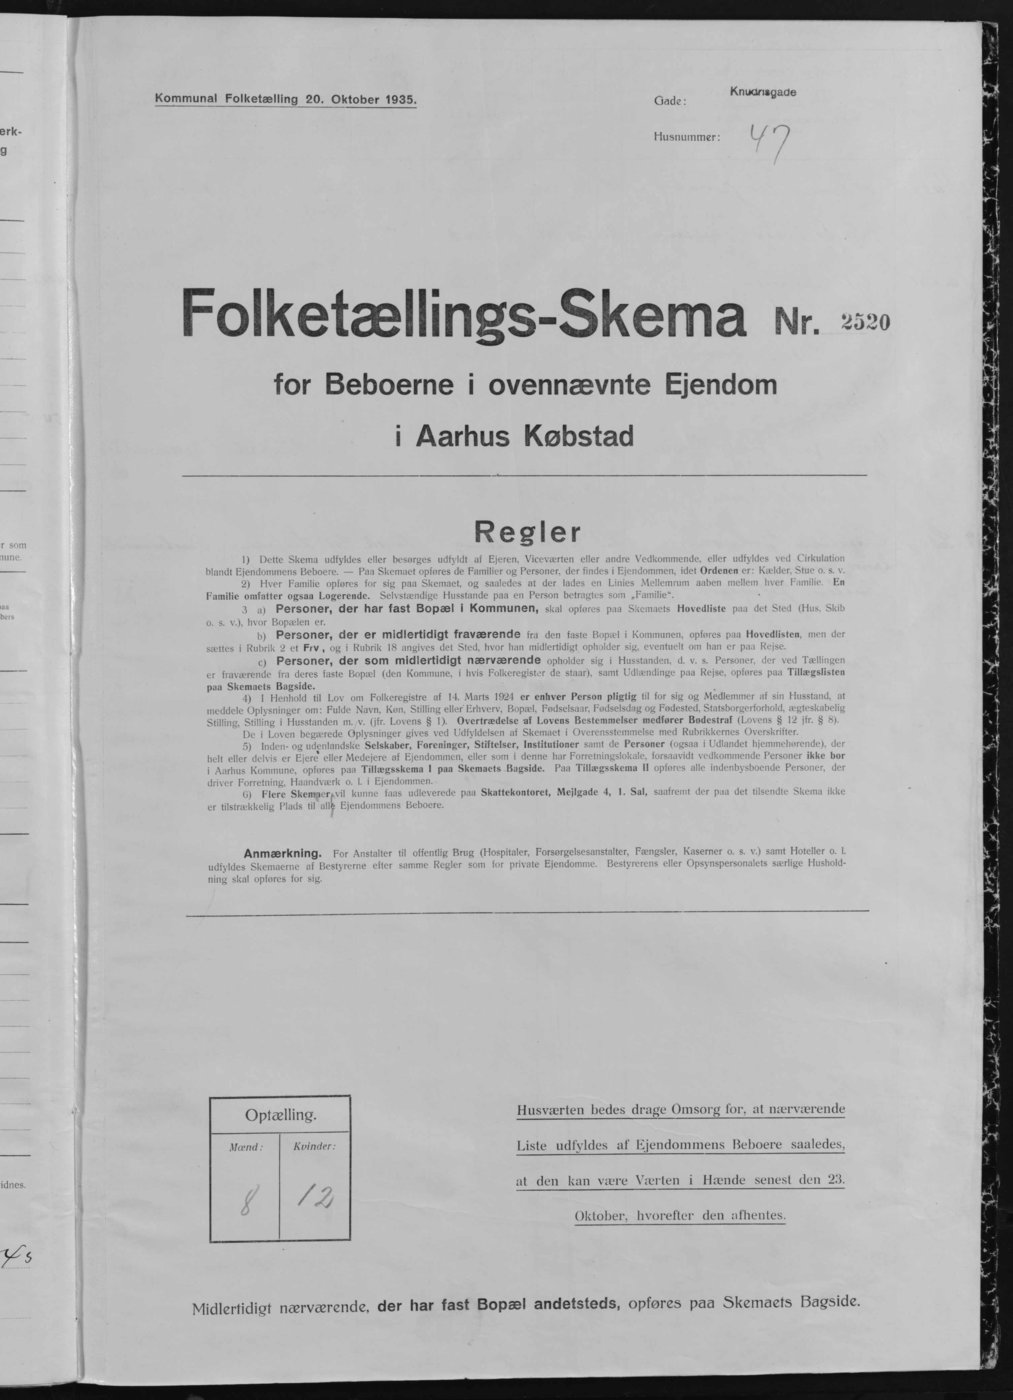 Kommunal Folketælling 20. Oktober 1935.
Gade: Knudrisgade
Husnummer: 47
Folketællings-Skema Nr. 2520
for Beboerne i ovennævnte Ejendom
i Aarhus Købstad
Regler
1) Dette Skema udfyldes eller besørges udfyldt af Ejeren, Viceværten eller andre Vedkommende, eller udfyldes ved Cirkulation
blandt Ejendommens Beboere. — Paa Skemaet opføres de Familier og Personer, der findes i Ejendommen, idet Ordenen er: Kælder, Stue o. s. v.
2) Hver Familie opføres for sig paa Skemaet, og saaledes at der lades en Linies Mellemrum aaben mellem hver Familie. En
Familie omfatter ogsaa Logerende. Selvstændige Husstande paa en Person betragtes som „Familie“.
3 a) Personer, der har fast Bopæl i Kommunen, skal opføres paa Skemaets Hovedliste paa det Sted (Hus, Skib
o. s. v.), hvor Bopælen er.
b) Personer, der er midlertidigt fraværende fra den faste Bopæl i Kommunen, opføres paa Hovedlisten, men der
sættes i Rubrik 2 et Frv, og i Rubrik 18 angives det Sted, hvor han midlertidigt opholder sig, eventuelt om han er paa Rejse.
c) Personer, der som midlertidigt nærværende opholder sig i Husstanden, d. v. s. Personer, der ved Tællingen
er fraværende fra deres faste Bopæl (den Kommune, i hvis Folkeregister de staar), samt Udlændinge paa Rejse, opføres paa Tillægslisten
paa Skemaets Bagside.
4) I Henhold til Lov om Folkeregistre af 14. Marts 1924 er enhver Person pligtig til for sig og Medlemmer af sin Husstand, at
meddele Oplysninger om: Fulde Navn, Køn, Stilling eller Erhverv, Bopæl, Fødselsaar, Fødselsdag og Fødested, Statsborgerforhold, ægteskabelig
Stilling, Stilling i Husstanden m. v. (jfr. Lovens § 1). Overtrædelse af Lovens Bestemmelser medfører Bødestraf (Lovens § 12 jfr. § 8).
De i Loven begærede Oplysninger gives ved Udfyldelsen af Skemaet i Overensstemmelse med Rubrikkernes Overskrifter.
5) Inden- og udenlandske Selskaber, Foreninger, Stiftelser, Institutioner samt de Personer (ogsaa i Udlandet hjemmehørende), der
helt eller delvis er Ejere eller Medejere af Ejendommen, eller som i denne har Forretningslokale, forsaavidt vedkommende Personer ikke bor
i Aarhus Kommune, opføres paa Tillægsskema I paa Skemaets Bagside. Paa Tillægsskema II opføres alle indenbysboende Personer, der
driver Forretning, Haandværk o. l. i Ejendommen.
6) Flere Skemaer vil kunne faas udleverede paa Skattekontoret, Mejlgade 4, 1. Sal, saafremt der paa det tilsendte Skema ikke
er tilstrækkelig Plads til alle Ejendommens Beboere.
Anmærkning. For Anstalter til offentlig Brug (Hospitaler, Forsørgelsesanstalter, Fængsler, Kaserner o. s. v.) samt Hoteller o. l.
udfyldes Skemaerne af Bestyrerne efter samme Regler som for private Ejendomme. Bestyrerens eller Opsynspersonalets særlige Hushold-
ning skal opføres for sig.
Optælling.
Mænd: Kvinder:
8 12
Husværten bedes drage Omsorg for, at nærværende
Liste udfyldes af Ejendommens Beboere saaledes,
at den kan være Værten i Hænde senest den 23.
Oktober, hvorefter den afhentes.
Midlertidigt nærværende, der har fast Bopæl andetsteds, opføres paa Skemaets Bagside.